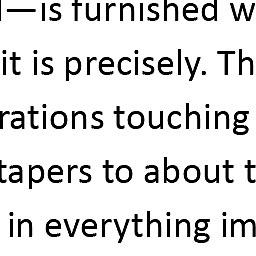 —is furnished w
it is precisely. Th
rations touching
tapers to about t
in everything im